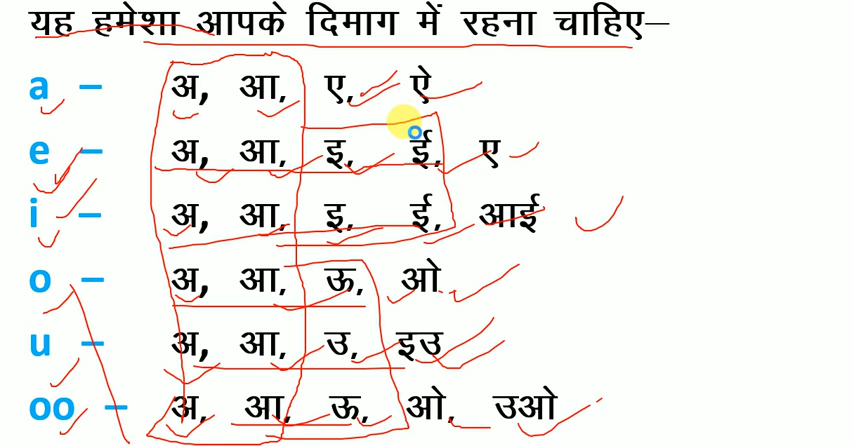 यह हमेशा आपके दिमाग में रहना चाहिए–
a – अ, आ, ए, ऐ
e – अ, आ, इ, ई, ए
i – अ, आ, इ, ई, आई
o – अ, आ, ऊ, ओ
u – अ, आ, उ, इउ
oo – अ, आ, ऊ, ओ, उओ